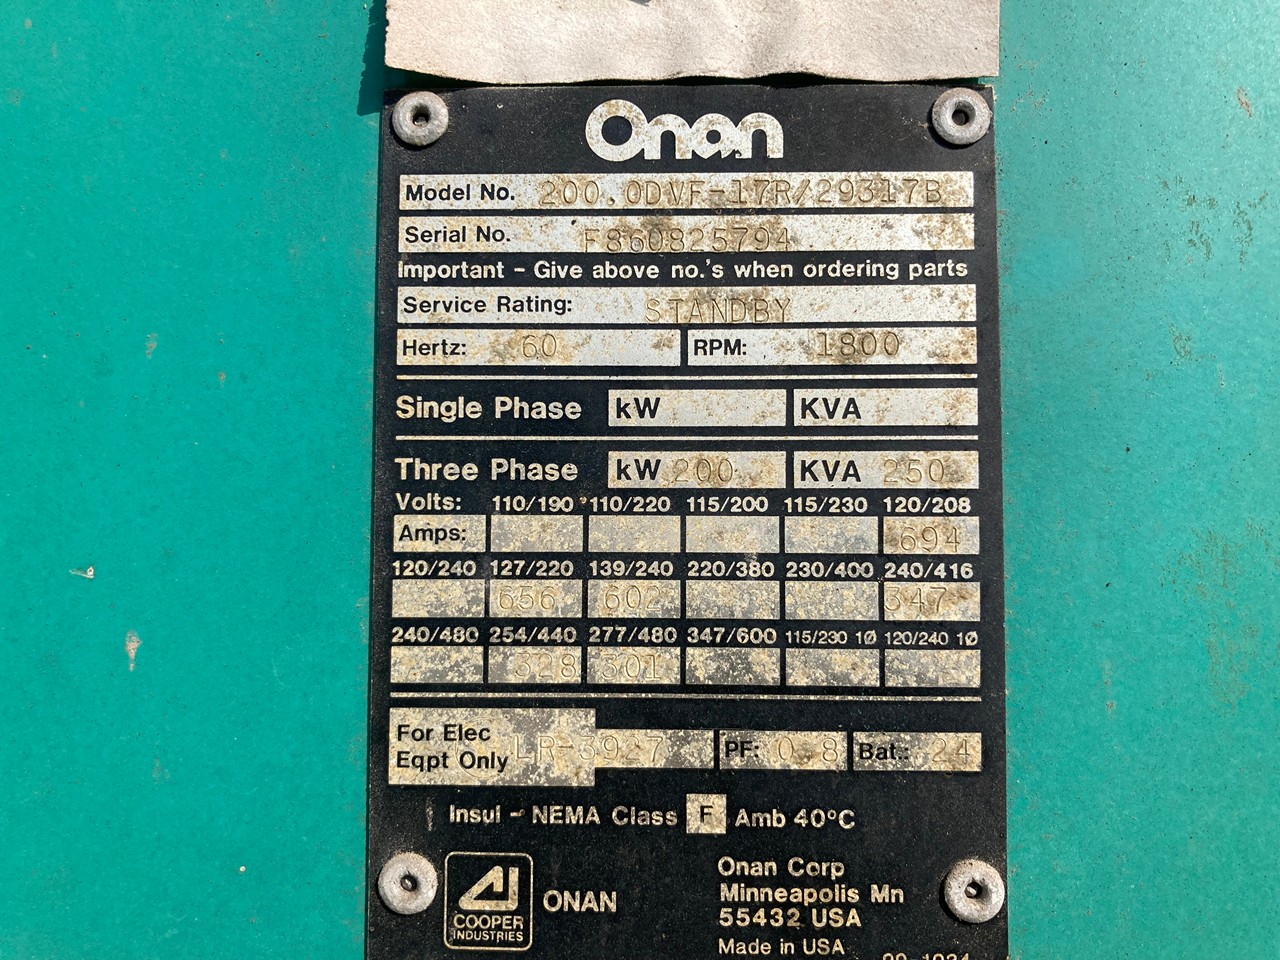 Onan
Model No. 200.0DVF-17R/29317B
Serial No. F860825794
Important - Give above no.'s when ordering parts
Service Rating: STANDBY
Hertz: 60 RPM: 1800
Single Phase kW KVA
Three Phase kW 200 KVA 250
Volts: 110/190 110/220 115/200 115/230 120/208
Amps: 694
120/240 127/220 139/240 220/380 230/400 240/416
656 602 347
240/480 254/440 277/480 347/600 115/230 1Ø 120/240 1Ø
328 301
For Elec
Eqpt Only LR-3927 PF: 0.8 Bat.: 24
Insul - NEMA Class F Amb 40°C
AJ
COOPER
INDUSTRIES
ONAN
Onan Corp
Minneapolis Mn
55432 USA
Made in USA